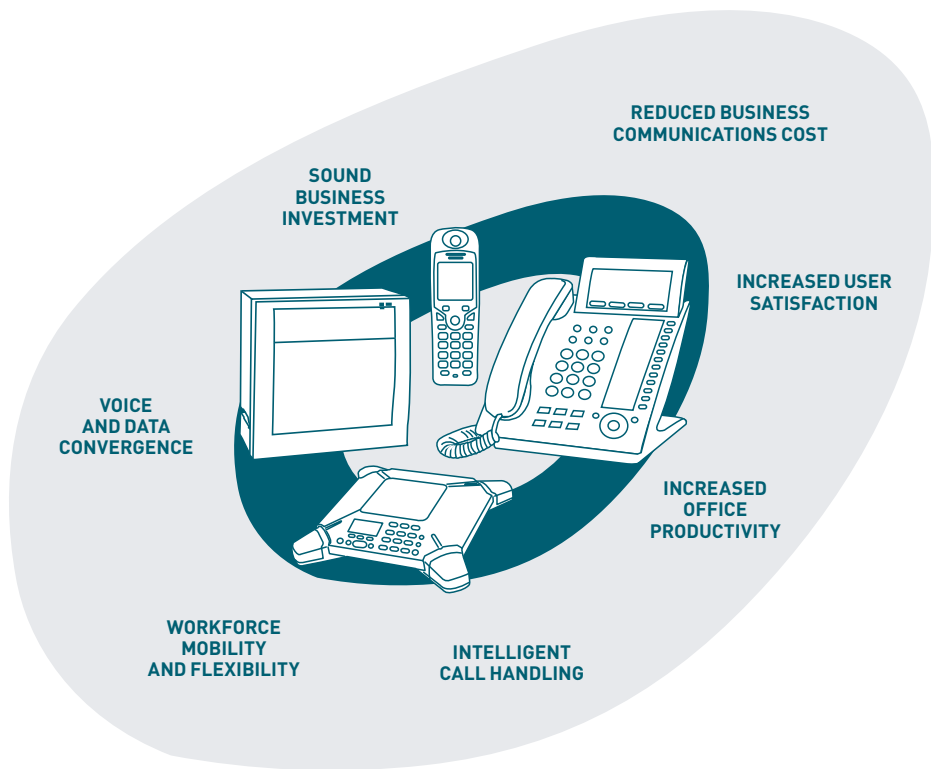 REDUCED BUSINESS
COMMUNICATIONS COST
SOUND
BUSINESS
INVESTMENT
INCREASED USER
SATISFACTION
VOICE
AND DATA
CONVERGENCE
INCREASED
OFFICE
PRODUCTIVITY
WORKFORCE
MOBILITY
AND FLEXIBILITY
INTELLIGENT
CALL HANDLING